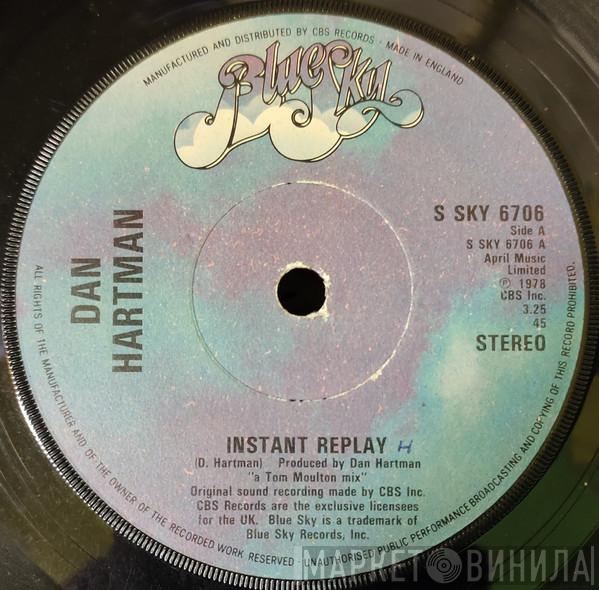 MANUFACTURED AND DISTRIBUTED BY CBS RECORDS · MADE IN ENGLAND
Blue Sky
DAN
HARTMAN
S SKY 6706
Side A
S SKY 6706 A
April Music
Limited
℗ 1978
CBS Inc.
3.25
45
STEREO
INSTANT REPLAY H
(D. Hartman) Produced by Dan Hartman
"a Tom Moulton mix"
Original sound recording made by CBS Inc.
CBS Records are the exclusive licensees
for the UK. Blue Sky is a trademark of
Blue Sky Records, Inc.
ALL RIGHTS OF THE MANUFACTURER AND OF THE OWNER OF THE RECORDED WORK RESERVED - UNAUTHORISED PUBLIC PERFORMANCE BROADCASTING AND COPYING OF THIS RECORD PROHIBITED.
МАРКЕТ ВИНИЛА